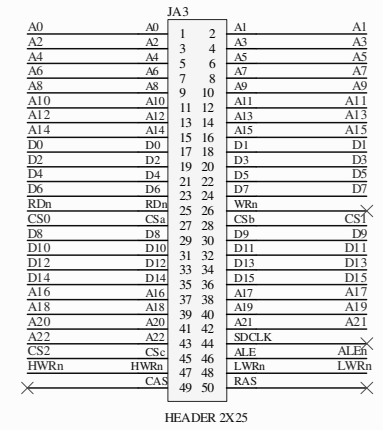 JA3
A0 A0 1 2 A1 A1
A2 A2 3 4 A3 A3
A4 A4 5 6 A5 A5
A6 A6 7 8 A7 A7
A8 A8 9 10 A9 A9
A10 A10 11 12 A11 A11
A12 A12 13 14 A13 A13
A14 A14 15 16 A15 A15
D0 D0 17 18 D1 D1
D2 D2 19 20 D3 D3
D4 D4 21 22 D5 D5
D6 D6 23 24 D7 D7
RDn RDn 25 26 WRn
CS0 CSa 27 28 CSb CS1
D8 D8 29 30 D9 D9
D10 D10 31 32 D11 D11
D12 D12 33 34 D13 D13
D14 D14 35 36 D15 D15
A16 A16 37 38 A17 A17
A18 A18 39 40 A19 A19
A20 A20 41 42 A21 A21
A22 A22 43 44 SDCLK
CS2 CSc 45 46 ALE ALEn
HWRn HWRn 47 48 LWRn LWRn
CAS 49 50 RAS
HEADER 2X25